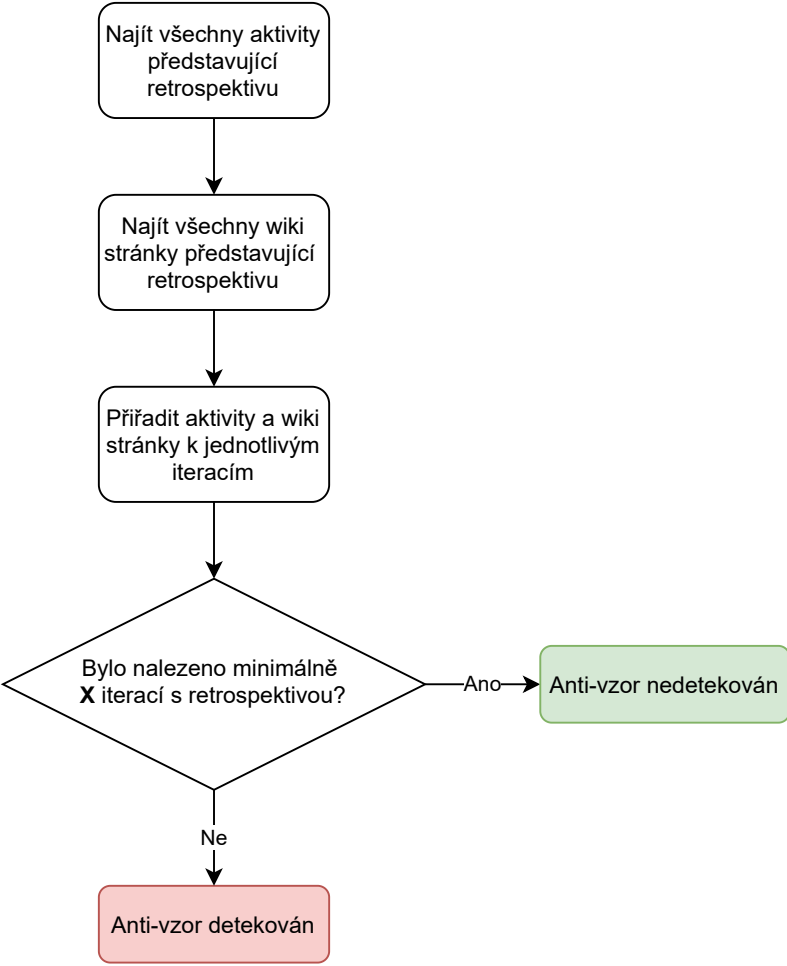 Najít všechny aktivity
představující
retrospektivu
Najít všechny wiki
stránky představující
retrospektivu
Přiřadit aktivity a wiki
stránky k jednotlivým
iteracím
Bylo nalezeno minimálně
X iterací s retrospektivou?
Ano
Anti-vzor nedetekován
Ne
Anti-vzor detekován